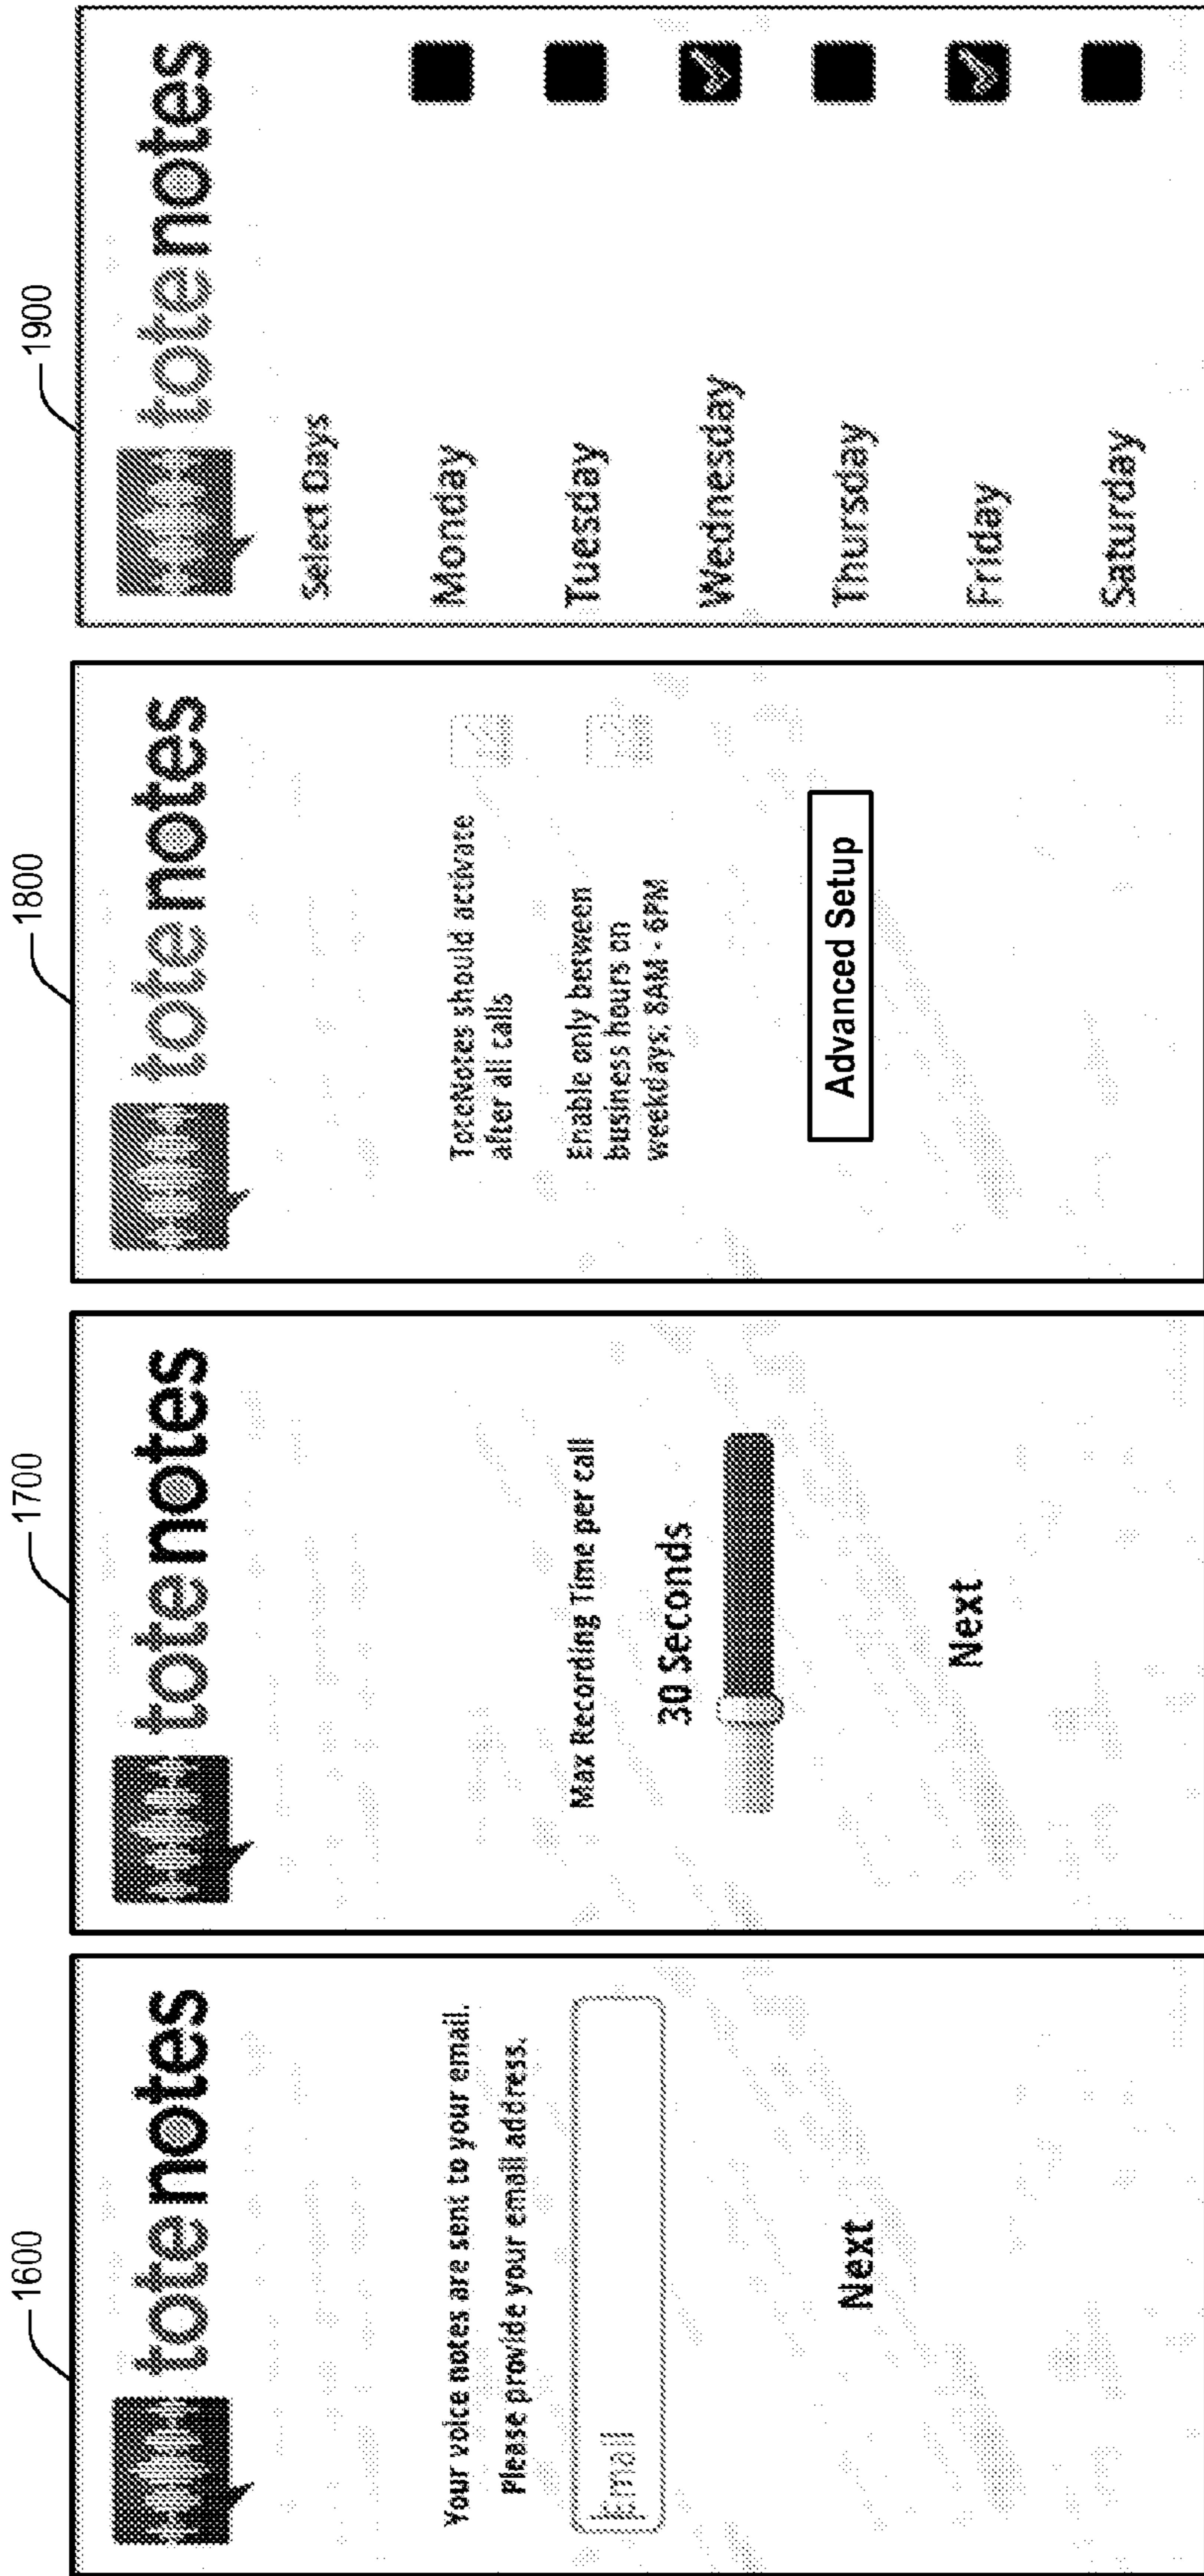 1600
totenotes
Your voice notes are sent to your email.
Please provide your email address.
Email
Next
1700
totenotes
Max Recording Time per call
30 Seconds
Next
1800
totenotes
ToteNotes should activate
after all calls
Enable only between
business hours on
weekdays; 8AM - 6PM
Advanced Setup
1900
totenotes
Select Days
Monday
Tuesday
Wednesday
Thursday
Friday
Saturday